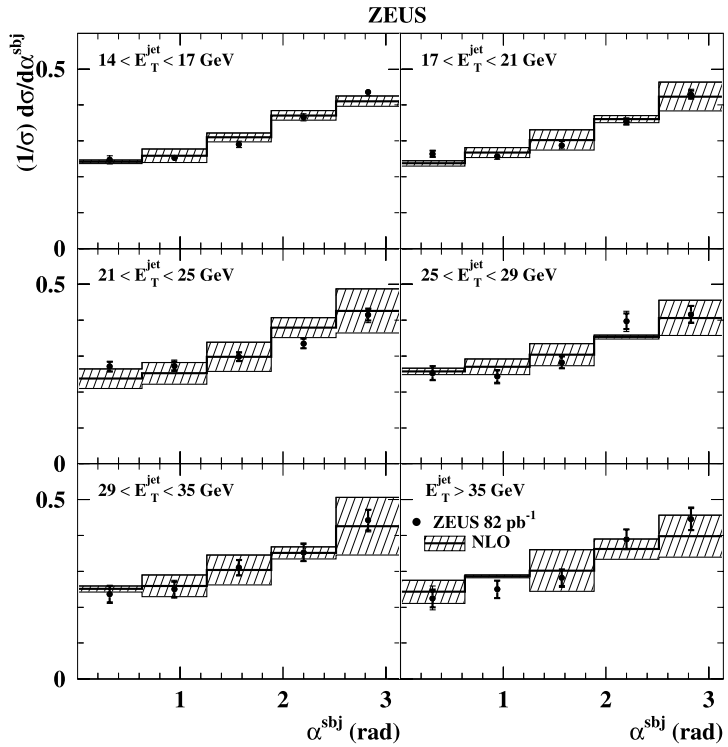 ZEUS
(1/σ) dσ/dα^sbj
14 < E_T^jet < 17 GeV
17 < E_T^jet < 21 GeV
0.5
0
21 < E_T^jet < 25 GeV
25 < E_T^jet < 29 GeV
0.5
0
29 < E_T^jet < 35 GeV
E_T^jet > 35 GeV
0.5
ZEUS 82 pb^-1
NLO
0
1 2 3 1 2 3
α^sbj (rad) α^sbj (rad)